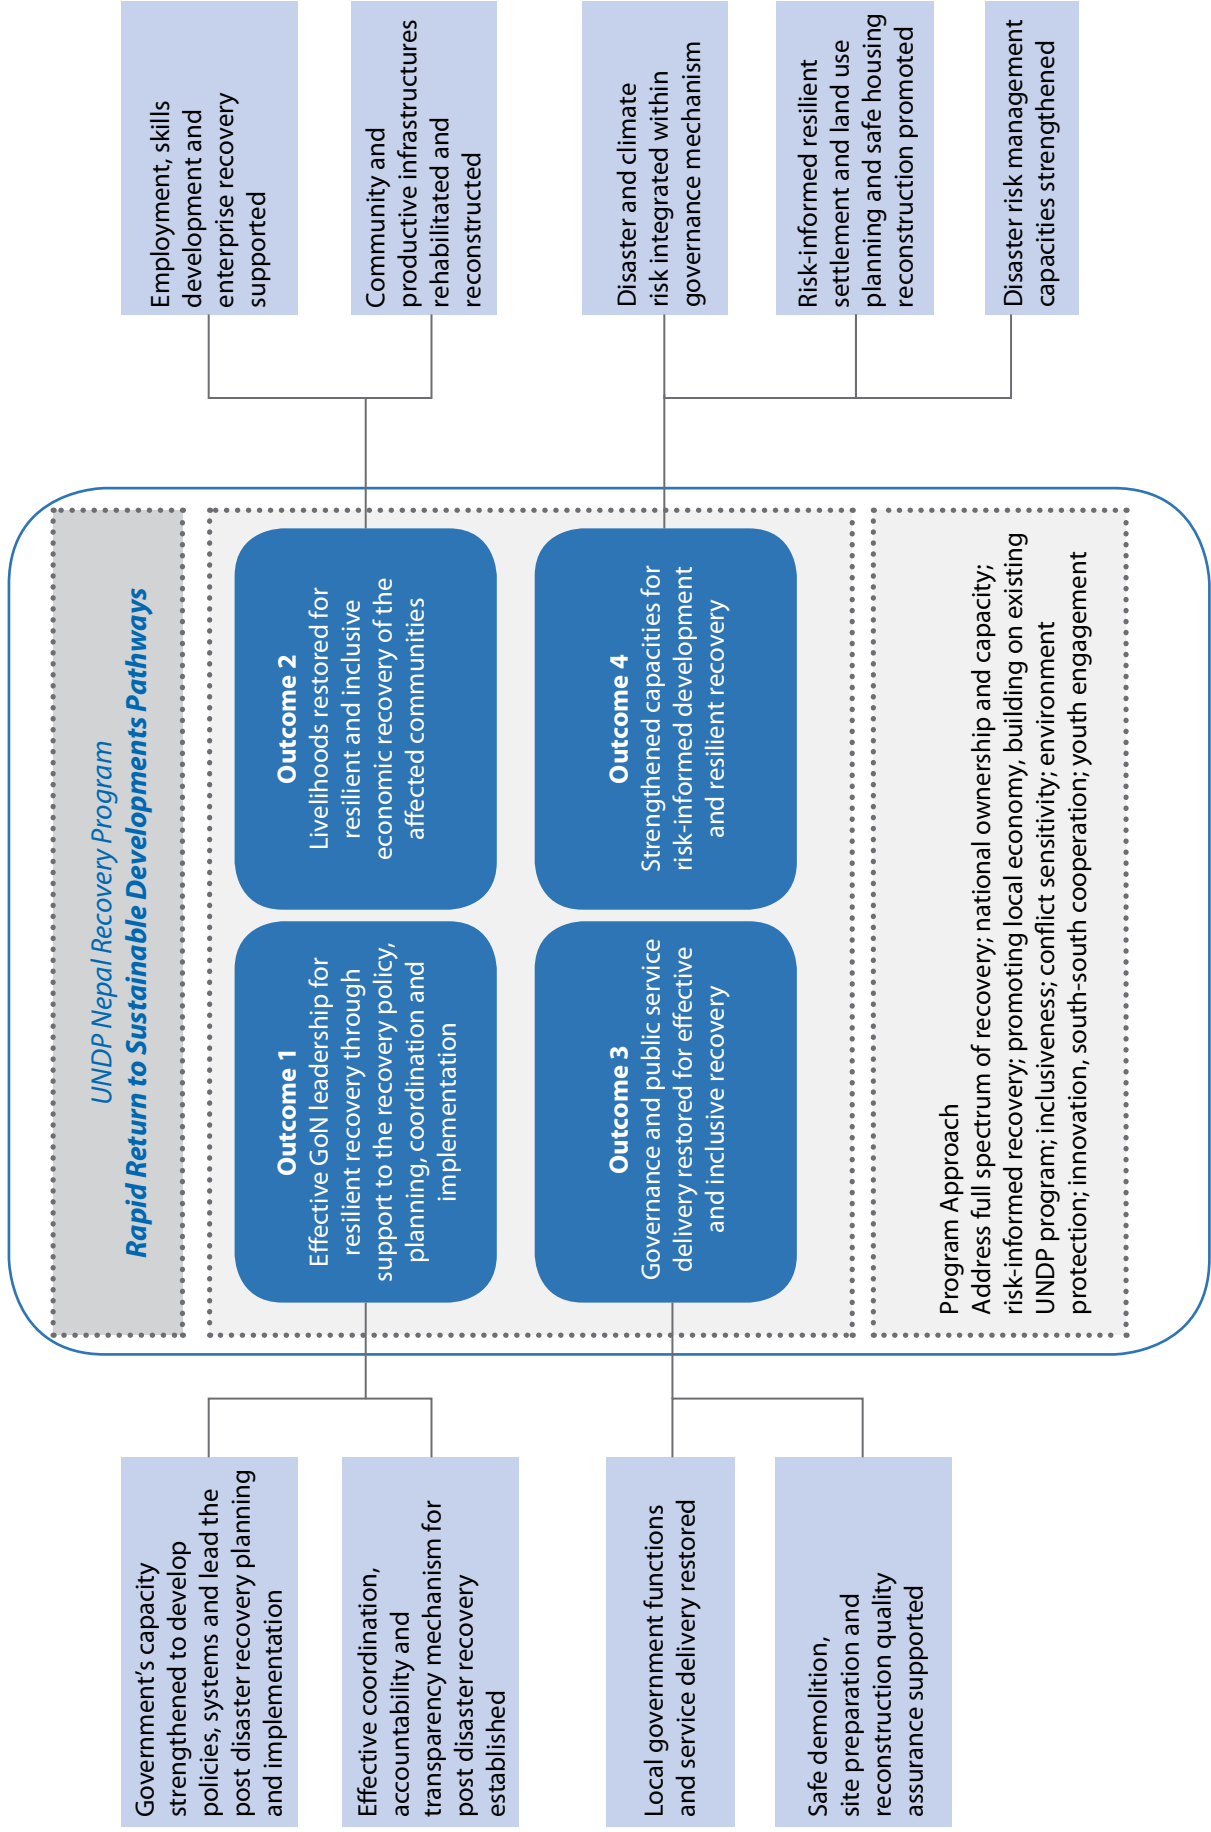 UNDP Nepal Recovery Program
Rapid Return to Sustainable Developments Pathways
Government's capacity
strengthened to develop
policies, systems and lead the
post disaster recovery planning
and implementation
Effective coordination,
accountability and
transparency mechanism for
post disaster recovery
established
Local government functions
and service delivery restored
Safe demolition,
site preparation and
reconstruction quality
assurance supported
Outcome 1
Effective GoN leadership for
resilient recovery through
support to the recovery policy,
planning, coordination and
implementation
Outcome 2
Livelihoods restored for
resilient and inclusive
economic recovery of the
affected communities
Outcome 3
Governance and public service
delivery restored for effective
and inclusive recovery
Outcome 4
Strengthened capacities for
risk-informed development
and resilient recovery
Program Approach
Address full spectrum of recovery; national ownership and capacity;
risk-informed recovery; promoting local economy, building on existing
UNDP program; inclusiveness; conflict sensitivity; environment
protection; innovation, south-south cooperation; youth engagement
Employment, skills
development and
enterprise recovery
supported
Community and
productive infrastructures
rehabilitated and
reconstructed
Disaster and climate
risk integrated within
governance mechanism
Risk-informed resilient
settlement and land use
planning and safe housing
reconstruction promoted
Disaster risk management
capacities strengthened